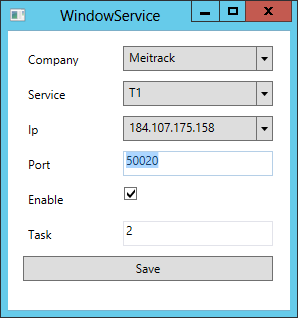 WindowService
Company Meitrack
Service T1
Ip 184.107.175.158
Port 50020
Enable
Task 2
Save